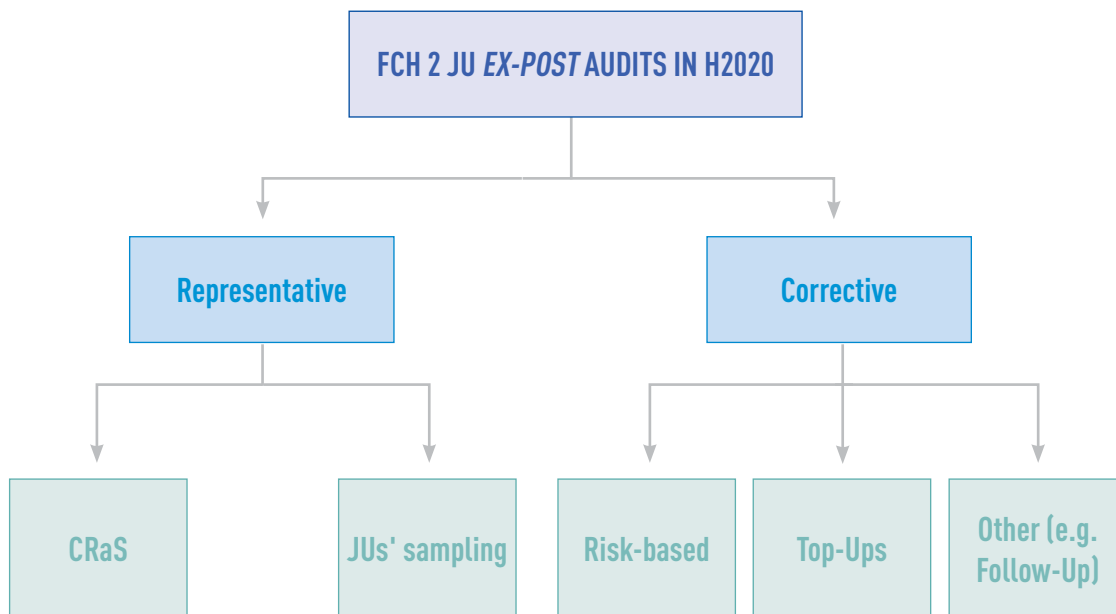 FCH 2 JU EX-POST AUDITS IN H2020
Representative
Corrective
CRaS
JUs' sampling
Risk-based
Top-Ups
Other (e.g.
Follow-Up)